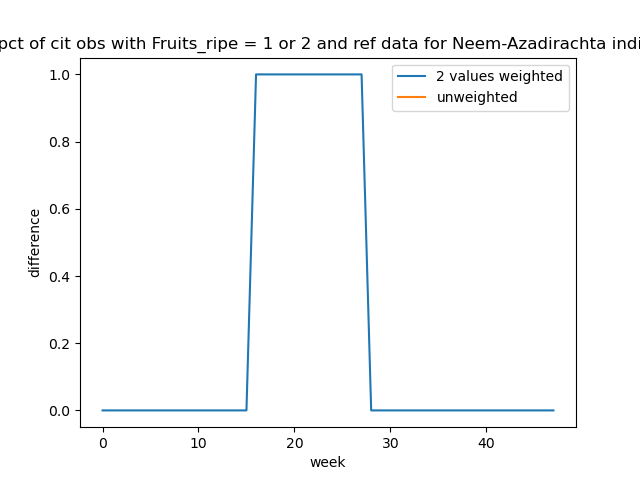 pct of cit obs with Fruits_ripe = 1 or 2 and ref data for Neem-Azadirachta indi
2 values weighted
unweighted
1.0
0.8
0.6
0.4
0.2
0.0
difference
0 10 20 30 40
week